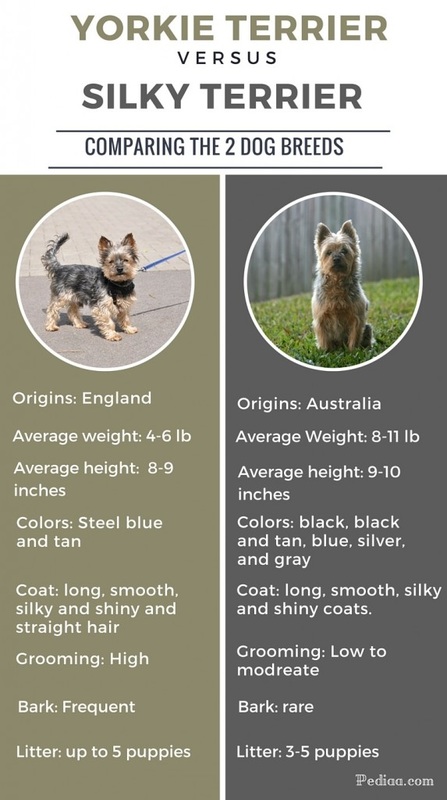 YORKIE TERRIER
VERSUS
SILKY TERRIER
COMPARING THE 2 DOG BREEDS
Origins: England
Average weight: 4-6 lb
Average height: 8-9
inches
Colors: Steel blue
and tan
Coat: long, smooth,
silky and shiny and
straight hair
Grooming: High
Bark: Frequent
Litter: up to 5 puppies
Origins: Australia
Average Weight: 8-11 lb
Average height: 9-10
inches
Colors: black, black
and tan, blue, silver,
and gray
Coat: long, smooth, silky
and shiny coats.
Grooming: Low to
modreate
Bark: rare
Litter: 3-5 puppies
Pediaa.com